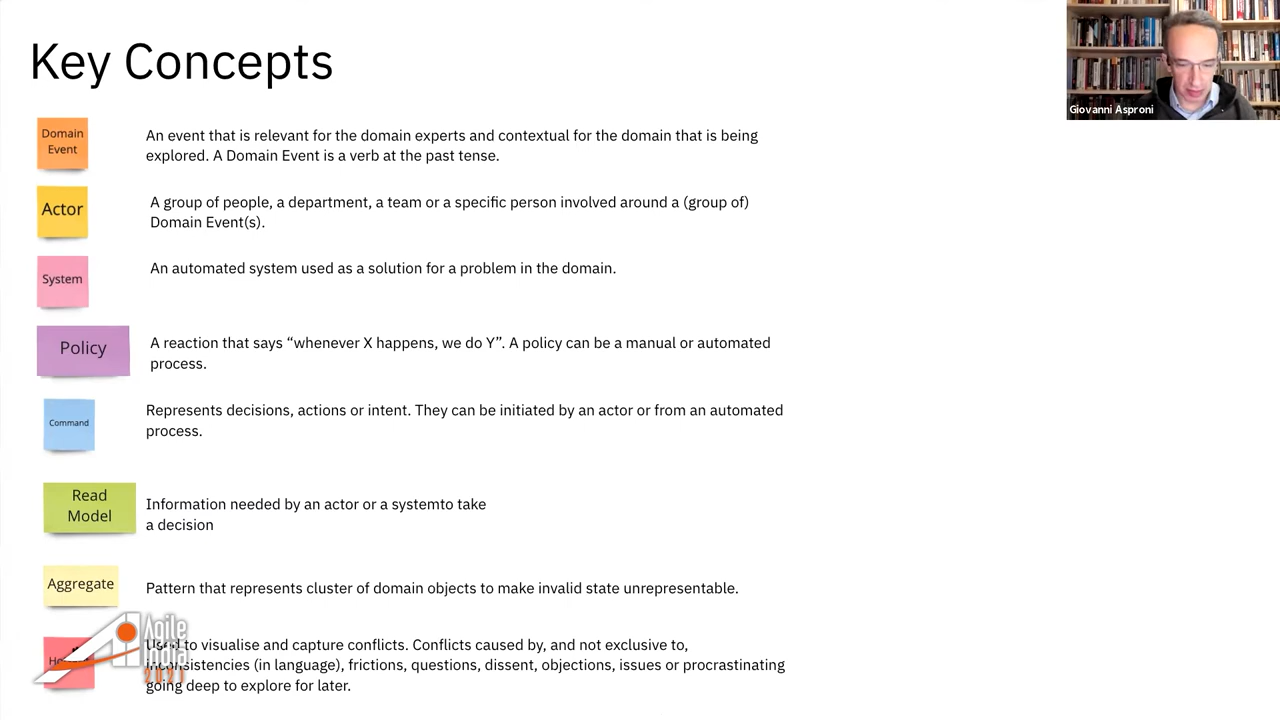 Key Concepts
Giovanni Asproni
Domain
Event
An event that is relevant for the domain experts and contextual for the domain that is being
explored. A Domain Event is a verb at the past tense.
Actor
A group of people, a department, a team or a specific person involved around a (group of)
Domain Event(s).
System
An automated system used as a solution for a problem in the domain.
Policy
A reaction that says “whenever X happens, we do Y”. A policy can be a manual or automated
process.
Command
Represents decisions, actions or intent. They can be initiated by an actor or from an automated
process.
Read
Model
Information needed by an actor or a systemto take
a decision
Aggregate
Pattern that represents cluster of domain objects to make invalid state unrepresentable.
Used to visualise and capture conflicts. Conflicts caused by, and not exclusive to,
inconsistencies (in language), frictions, questions, dissent, objections, issues or procrastinating
going deep to explore for later.
Agile
India
2021